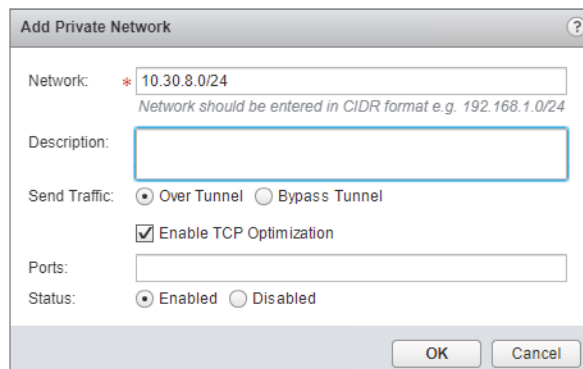 Add Private Network ?
Network: * 10.30.8.0/24
Network should be entered in CIDR format e.g. 192.168.1.0/24
Description:
Send Traffic: Over Tunnel Bypass Tunnel
Enable TCP Optimization
Ports:
Status: Enabled Disabled
OK Cancel